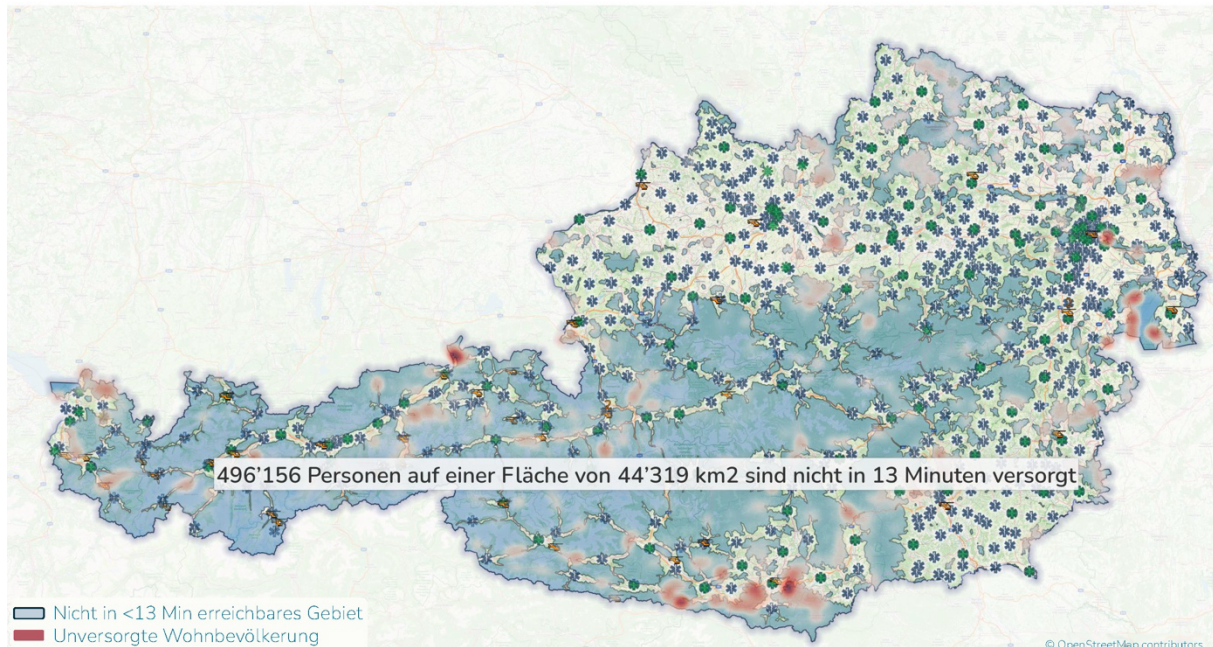 496’156 Personen auf einer Fläche von 44’319 km2 sind nicht in 13 Minuten versorgt
Nicht in <13 Min erreichbares Gebiet
Unversorgte Wohnbevölkerung
© OpenStreetMap contributors